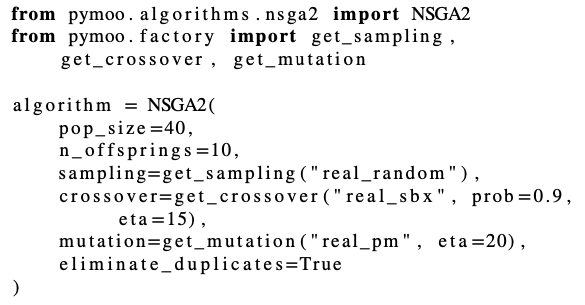 from pymoo.algorithms.nsga2 import NSGA2
from pymoo.factory import get_sampling,
    get_crossover, get_mutation

algorithm = NSGA2(
    pop_size=40,
    n_offsprings=10,
    sampling=get_sampling("real_random"),
    crossover=get_crossover("real_sbx", prob=0.9,
        eta=15),
    mutation=get_mutation("real_pm", eta=20),
    eliminate_duplicates=True
)